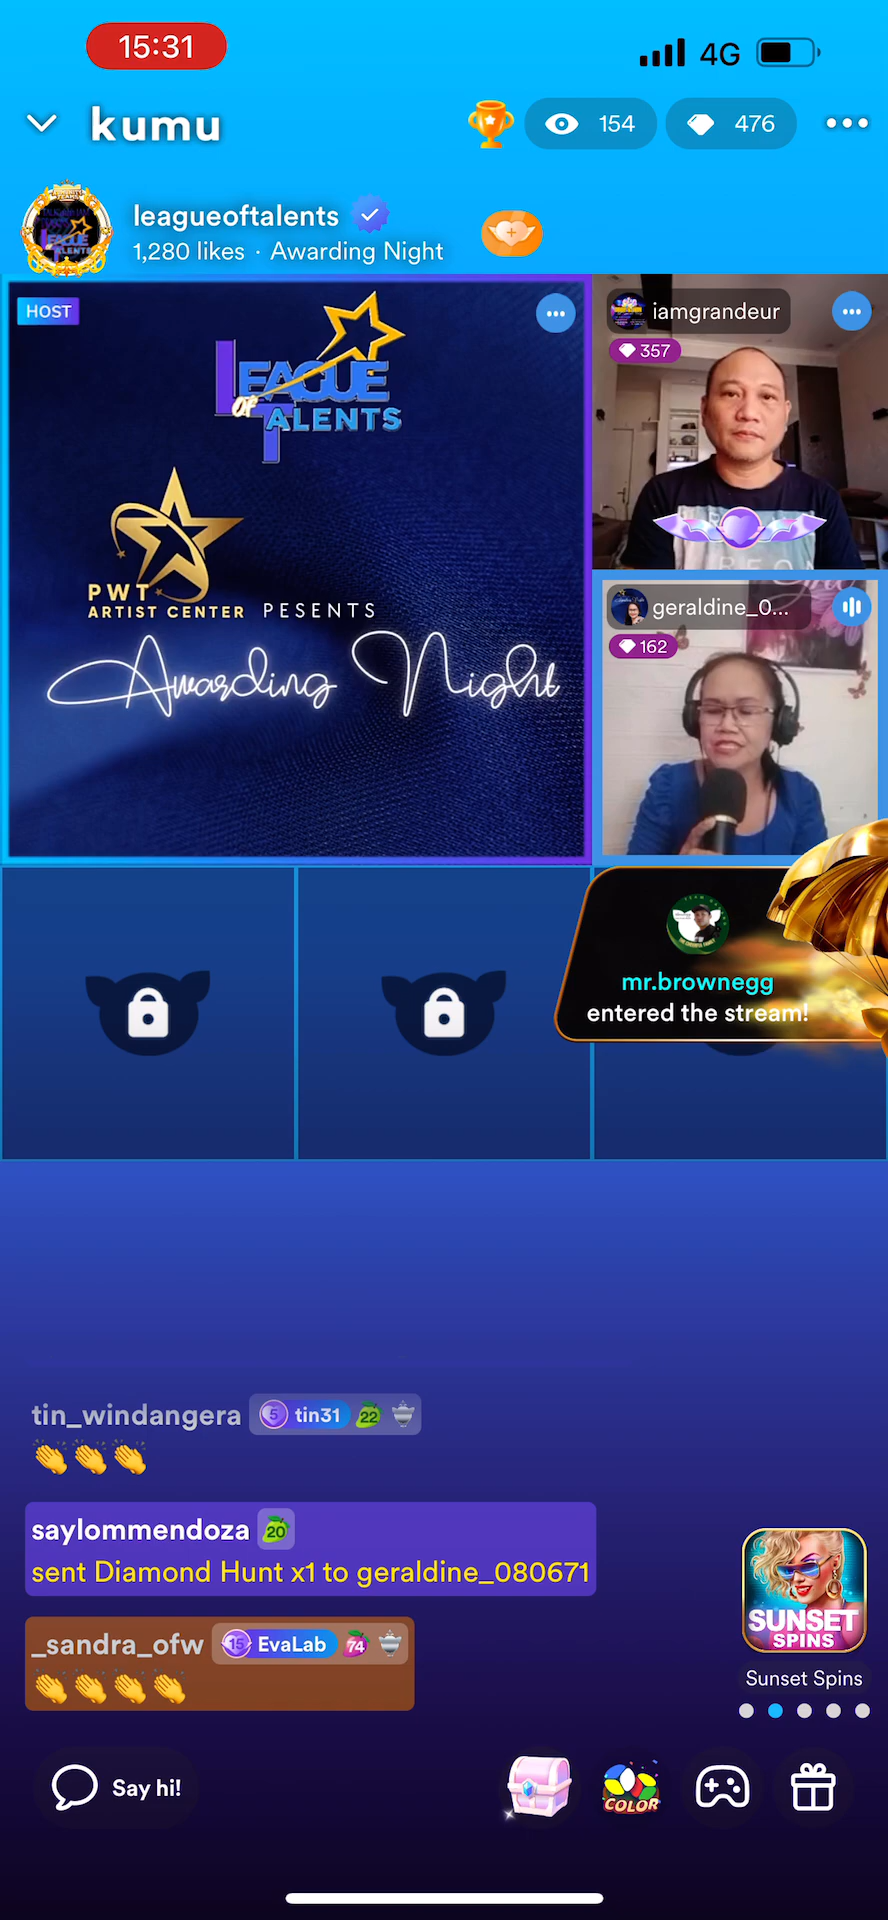 15:31
4G
kumu
154
476
leagueoftalents
1,280 likes · Awarding Night
HOST
LEAGUE
OF
TALENTS
PWT
ARTIST CENTER PESENTS
Awarding Night
iamgrandeur
357
geraldine_0...
162
mr.brownegg
entered the stream!
tin_windangera 5 tin31 22
👏👏👏
saylommendoza 20
sent Diamond Hunt x1 to geraldine_080671
_sandra_ofw 15 EvaLab 74
👏👏👏👏
SUNSET
SPINS
Sunset Spins
Say hi!
COLOR